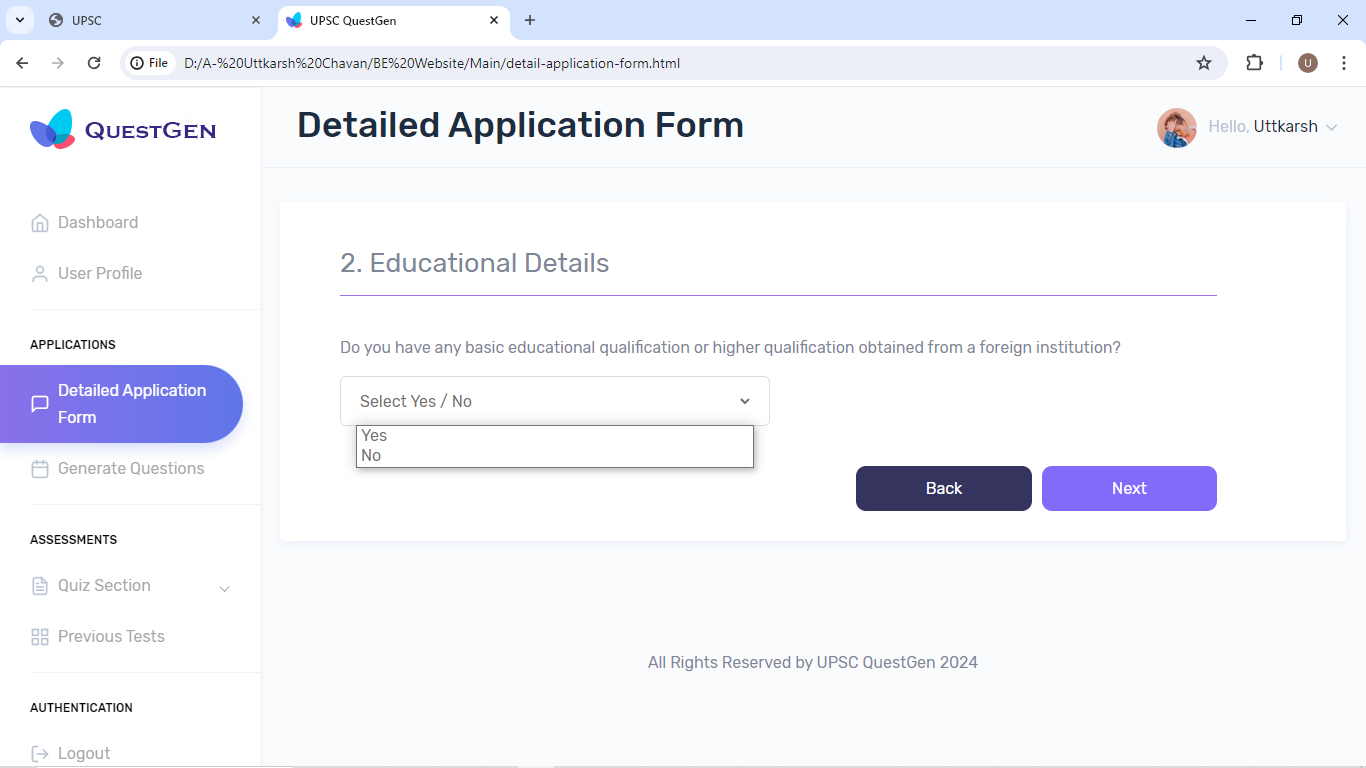 UPSC
UPSC QuestGen
File
D:/A-%20Uttkarsh%20Chavan/BE%20Website/Main/detail-application-form.html
U
QUESTGEN
Detailed Application Form
Hello, Uttkarsh
Dashboard
User Profile
APPLICATIONS
Detailed Application
Form
Generate Questions
ASSESSMENTS
Quiz Section
Previous Tests
AUTHENTICATION
Logout
2. Educational Details
Do you have any basic educational qualification or higher qualification obtained from a foreign institution?
Select Yes / No
Yes
No
Back
Next
All Rights Reserved by UPSC QuestGen 2024